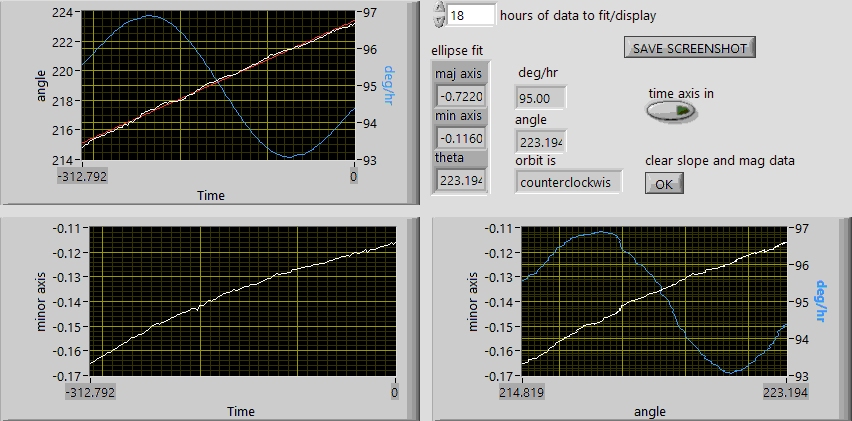 18 hours of data to fit/display
SAVE SCREENSHOT
224
222
220
218
216
214
angle
97
96
95
94
93
deg/hr
-312.792
0
Time
ellipse fit
maj axis
-0.7220
min axis
-0.1160
theta
223.194
deg/hr
95.00
angle
223.194
orbit is
counterclockwis
time axis in
clear slope and mag data
OK
-0.11
-0.12
-0.13
-0.14
-0.15
-0.16
-0.17
minor axis
-312.792
0
Time
-0.11
-0.12
-0.13
-0.14
-0.15
-0.16
-0.17
minor axis
97
96
95
94
93
deg/hr
214.819
223.194
angle